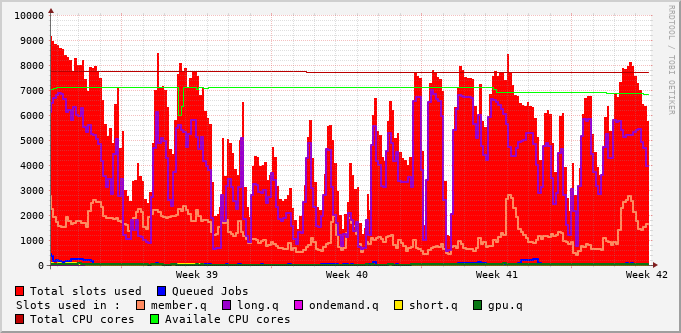 10000
9000
8000
7000
6000
5000
4000
3000
2000
1000
0
Week 39 Week 40 Week 41 Week 42
RRDTOOL / TOBI OETIKER
Total slots used Queued Jobs
Slots used in : member.q long.q ondemand.q short.q gpu.q
Total CPU cores Availale CPU cores